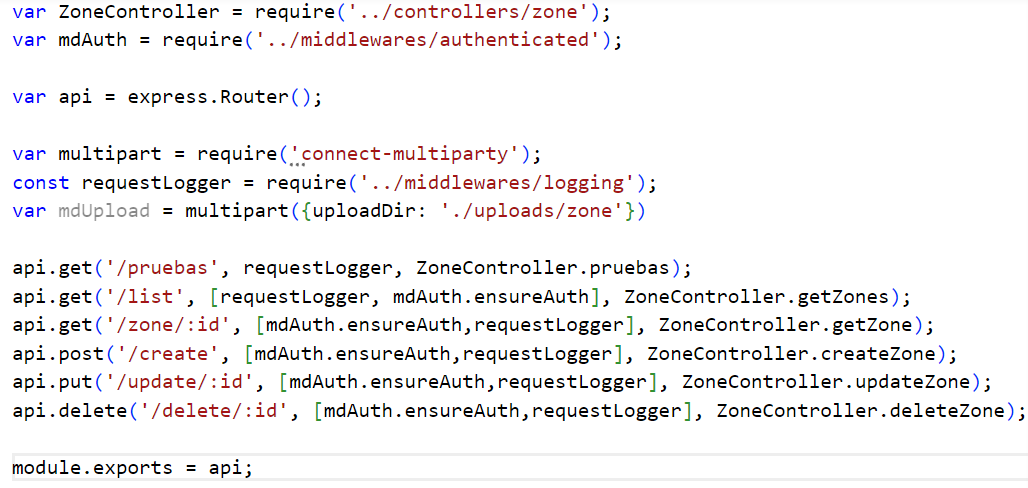 var ZoneController = require('../controllers/zone');
var mdAuth = require('../middlewares/authenticated');
var api = express.Router();
var multipart = require('connect-multiparty');
const requestLogger = require('../middlewares/logging');
var mdUpload = multipart({uploadDir: './uploads/zone'})
api.get('/pruebas', requestLogger, ZoneController.pruebas);
api.get('/list', [requestLogger, mdAuth.ensureAuth], ZoneController.getZones);
api.get('/zone/:id', [mdAuth.ensureAuth,requestLogger], ZoneController.getZone);
api.post('/create', [mdAuth.ensureAuth,requestLogger], ZoneController.createZone);
api.put('/update/:id', [mdAuth.ensureAuth,requestLogger], ZoneController.updateZone);
api.delete('/delete/:id', [mdAuth.ensureAuth,requestLogger], ZoneController.deleteZone);
module.exports = api;